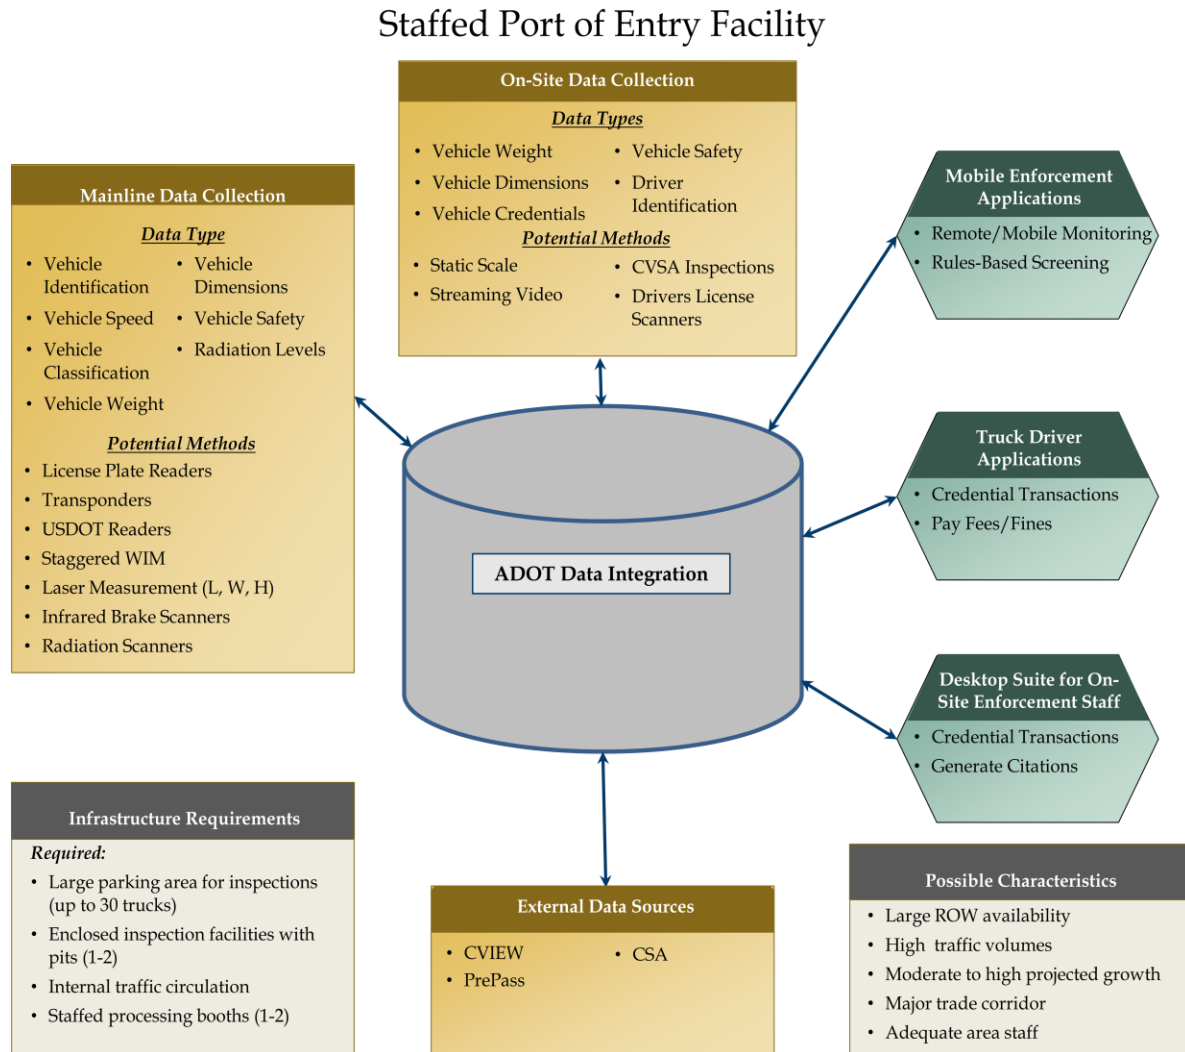 Staffed Port of Entry Facility
On-Site Data Collection
Data Types
• Vehicle Weight
• Vehicle Dimensions
• Vehicle Credentials
• Vehicle Safety
• Driver
Identification
Potential Methods
• Static Scale
• Streaming Video
• CVSA Inspections
• Drivers License
Scanners
Mainline Data Collection
Data Type
• Vehicle
Identification
• Vehicle Speed
• Vehicle
Classification
• Vehicle Weight
• Vehicle
Dimensions
• Vehicle Safety
• Radiation Levels
Potential Methods
• License Plate Readers
• Transponders
• USDOT Readers
• Staggered WIM
• Laser Measurement (L, W, H)
• Infrared Brake Scanners
• Radiation Scanners
ADOT Data Integration
Mobile Enforcement
Applications
• Remote/Mobile Monitoring
• Rules-Based Screening
Truck Driver
Applications
• Credential Transactions
• Pay Fees/Fines
Desktop Suite for On-
Site Enforcement Staff
• Credential Transactions
• Generate Citations
Infrastructure Requirements
Required:
• Large parking area for inspections
(up to 30 trucks)
• Enclosed inspection facilities with
pits (1-2)
• Internal traffic circulation
• Staffed processing booths (1-2)
External Data Sources
• CVIEW
• PrePass
• CSA
Possible Characteristics
• Large ROW availability
• High traffic volumes
• Moderate to high projected growth
• Major trade corridor
• Adequate area staff